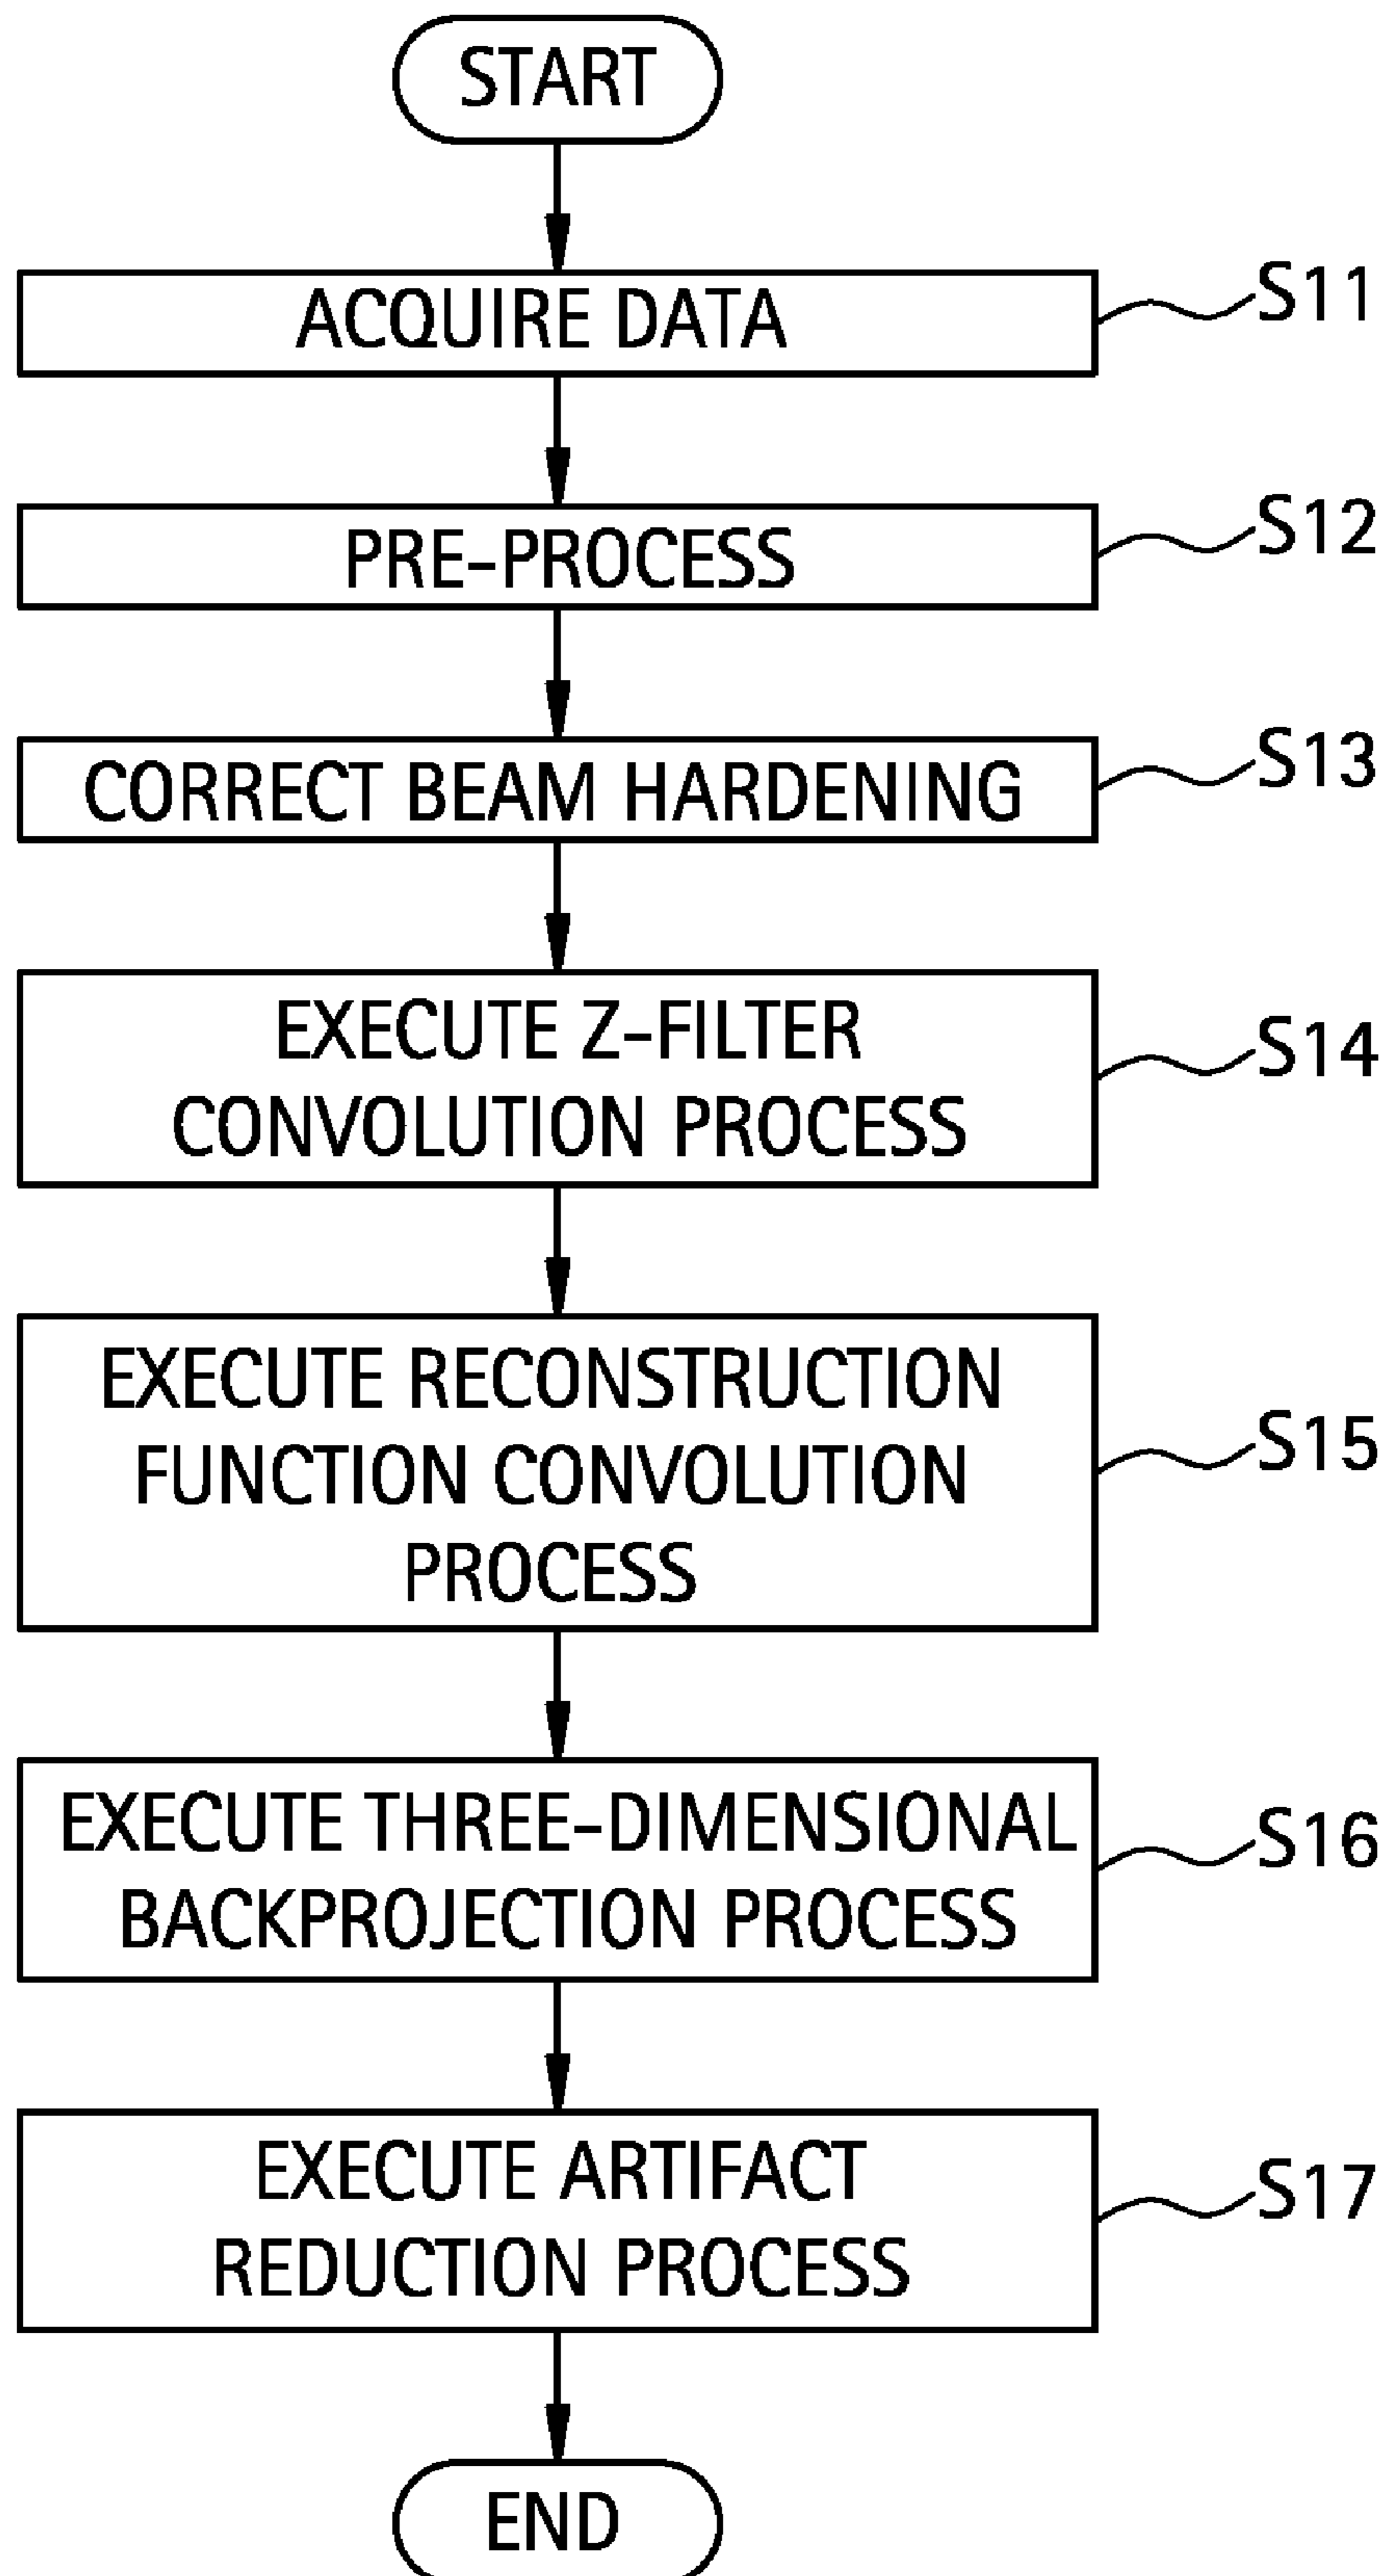 START
ACQUIRE DATA
S11
PRE-PROCESS
S12
CORRECT BEAM HARDENING
S13
EXECUTE Z-FILTER
CONVOLUTION PROCESS
S14
EXECUTE RECONSTRUCTION
FUNCTION CONVOLUTION
PROCESS
S15
EXECUTE THREE-DIMENSIONAL
BACKPROJECTION PROCESS
S16
EXECUTE ARTIFACT
REDUCTION PROCESS
S17
END